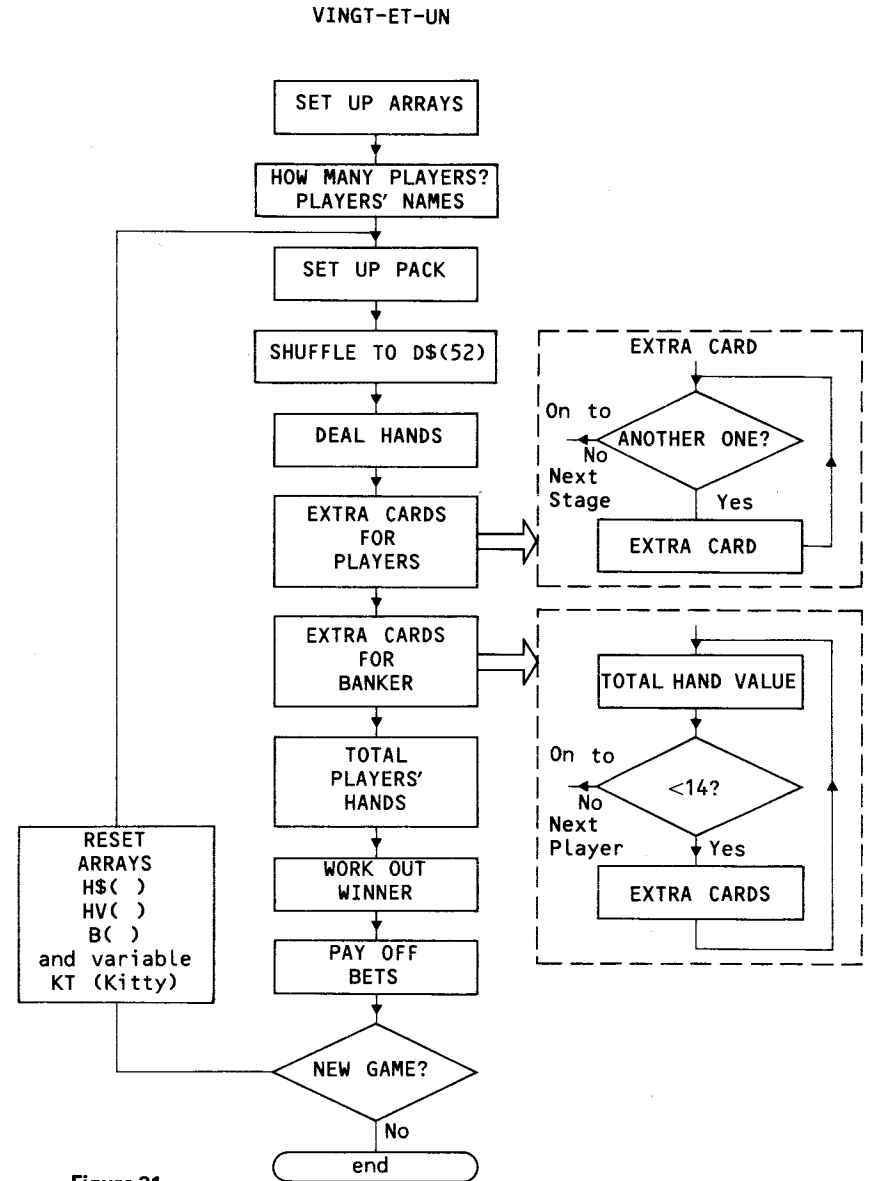 VINGT-ET-UN
SET UP ARRAYS
HOW MANY PLAYERS?
PLAYERS' NAMES
SET UP PACK
SHUFFLE TO D$(52)
DEAL HANDS
EXTRA CARDS
FOR
PLAYERS
EXTRA CARD
ANOTHER ONE?
On to
No
Next
Stage
Yes
EXTRA CARD
EXTRA CARDS
FOR
BANKER
TOTAL HAND VALUE
<14?
On to
No
Next
Player
Yes
EXTRA CARDS
TOTAL
PLAYERS'
HANDS
WORK OUT
WINNER
PAY OFF
BETS
RESET
ARRAYS
H$( )
HV( )
B( )
and variable
KT (Kitty)
NEW GAME?
No
end
Figure 21